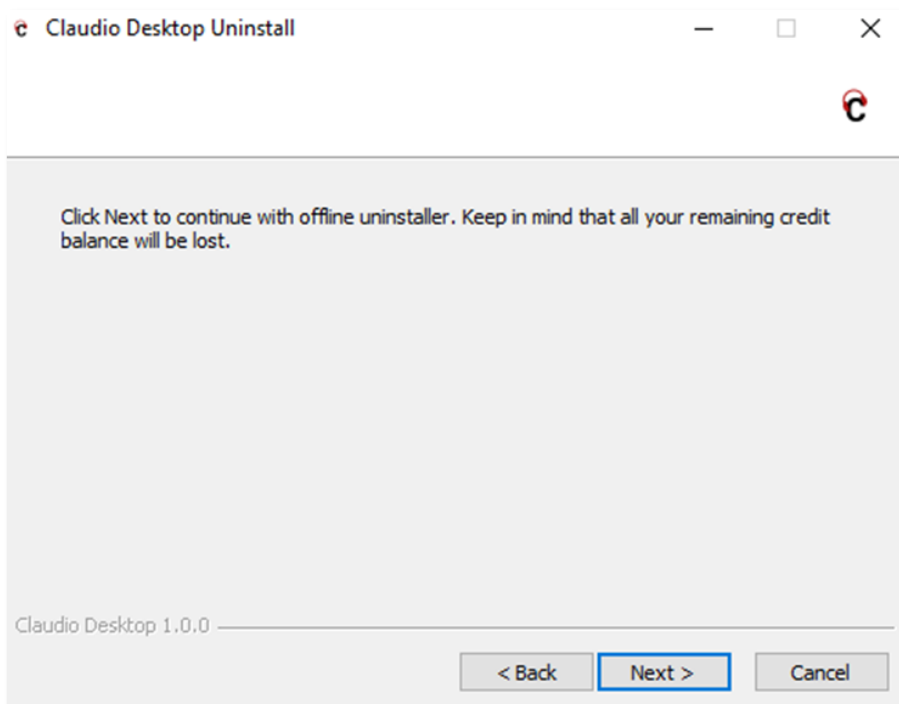 Claudio Desktop Uninstall
C
Click Next to continue with offline uninstaller. Keep in mind that all your remaining credit
balance will be lost.
Claudio Desktop 1.0.0
< Back Next > Cancel